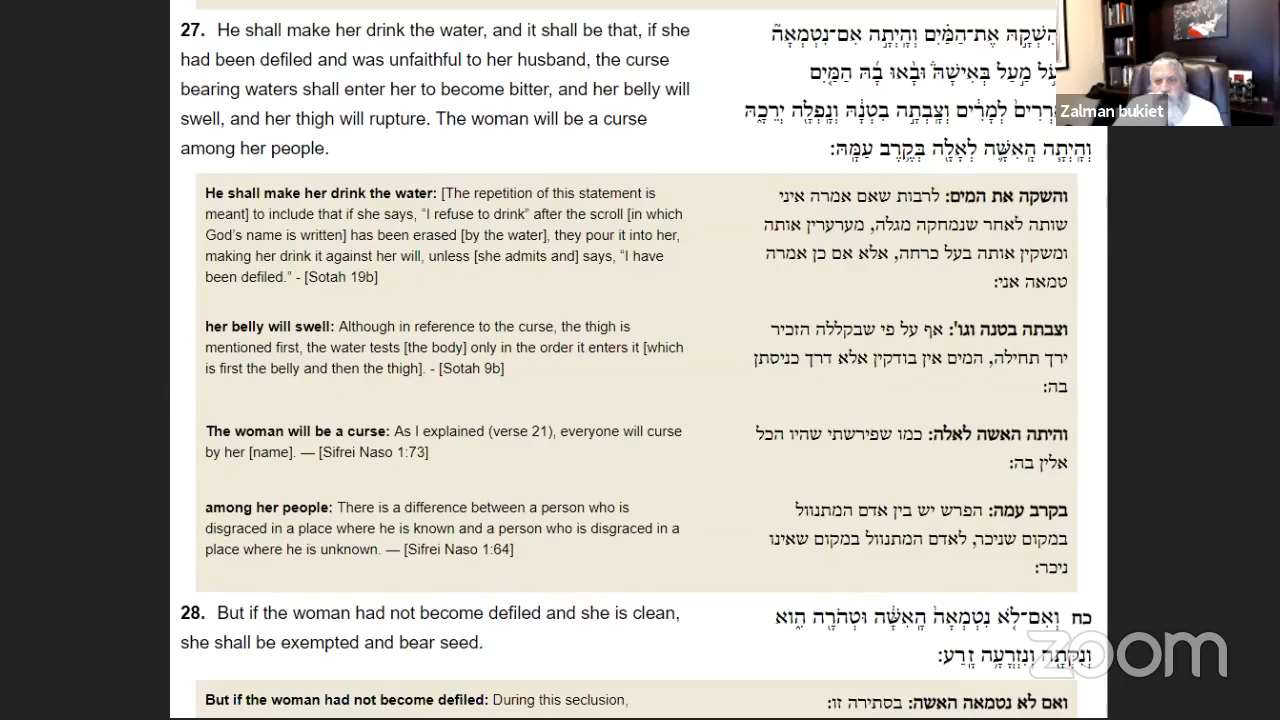 27. He shall make her drink the water, and it shall be that, if she
had been defiled and was unfaithful to her husband, the curse
bearing waters shall enter her to become bitter, and her belly will
swell, and her thigh will rupture. The woman will be a curse
among her people.
הִשְׁקָ֣הּ אֶת־הַמַּ֗יִם וְהָיְתָ֣ה אִם־נִטְמְאָה֮
מַ֣עַל בְּאִישָׁהּ֒ וּבָ֨אוּ בָ֜הּ הַמַּ֤יִם
לְמָרִ֔ים וְצָבְתָ֣ה בִטְנָ֔הּ וְנָפְלָ֖ה יְרֵכָ֑הּ
וְהָיְתָ֧ה הָאִשָּׁ֛ה לְאָלָ֖ה בְּקֶ֥רֶב עַמָּֽהּ:
Zalman bukiet
He shall make her drink the water: [The repetition of this statement is
meant] to include that if she says, “I refuse to drink” after the scroll [in which
God’s name is written] has been erased [by the water], they pour it into her,
making her drink it against her will, unless [she admits and] says, “I have
been defiled.” - [Sotah 19b]
והשקה את המים: לרבות שאם אמרה איני
שותה לאחר שנמחקה מגלה, מערערין אותה
ומשקין אותה בעל כרחה, אלא אם כן אמרה
טמאה אני:
her belly will swell: Although in reference to the curse, the thigh is
mentioned first, the water tests [the body] only in the order it enters it [which
is first the belly and then the thigh]. - [Sotah 9b]
וצבתה בטנה וגו': אף על פי שבקללה הזכיר
ירך תחילה, המים אין בודקין אלא דרך כניסתן
בה:
The woman will be a curse: As I explained (verse 21), everyone will curse
by her [name]. — [Sifrei Naso 1:73]
והיתה האשה לאלה: כמו שפירשתי שהיו הכל
אלין בה:
among her people: There is a difference between a person who is
disgraced in a place where he is known and a person who is disgraced in a
place where he is unknown. — [Sifrei Naso 1:64]
בקרב עמה: הפרש יש בין אדם המתנוול
במקום שניכר, לאדם המתנוול במקום שאינו
ניכר:
28. But if the woman had not become defiled and she is clean,
she shall be exempted and bear seed.
כח וְאִם־לֹ֤א נִטְמְאָה֙ הָֽאִשָּׁ֔ה וּטְהֹרָ֖ה הִ֑וא
וְנִקְּתָ֖ה וְנִזְרְעָ֥ה זָֽרַע:
zoom
But if the woman had not become defiled: During this seclusion,
ואם לא נטמאה האשה: בסתירה זו: